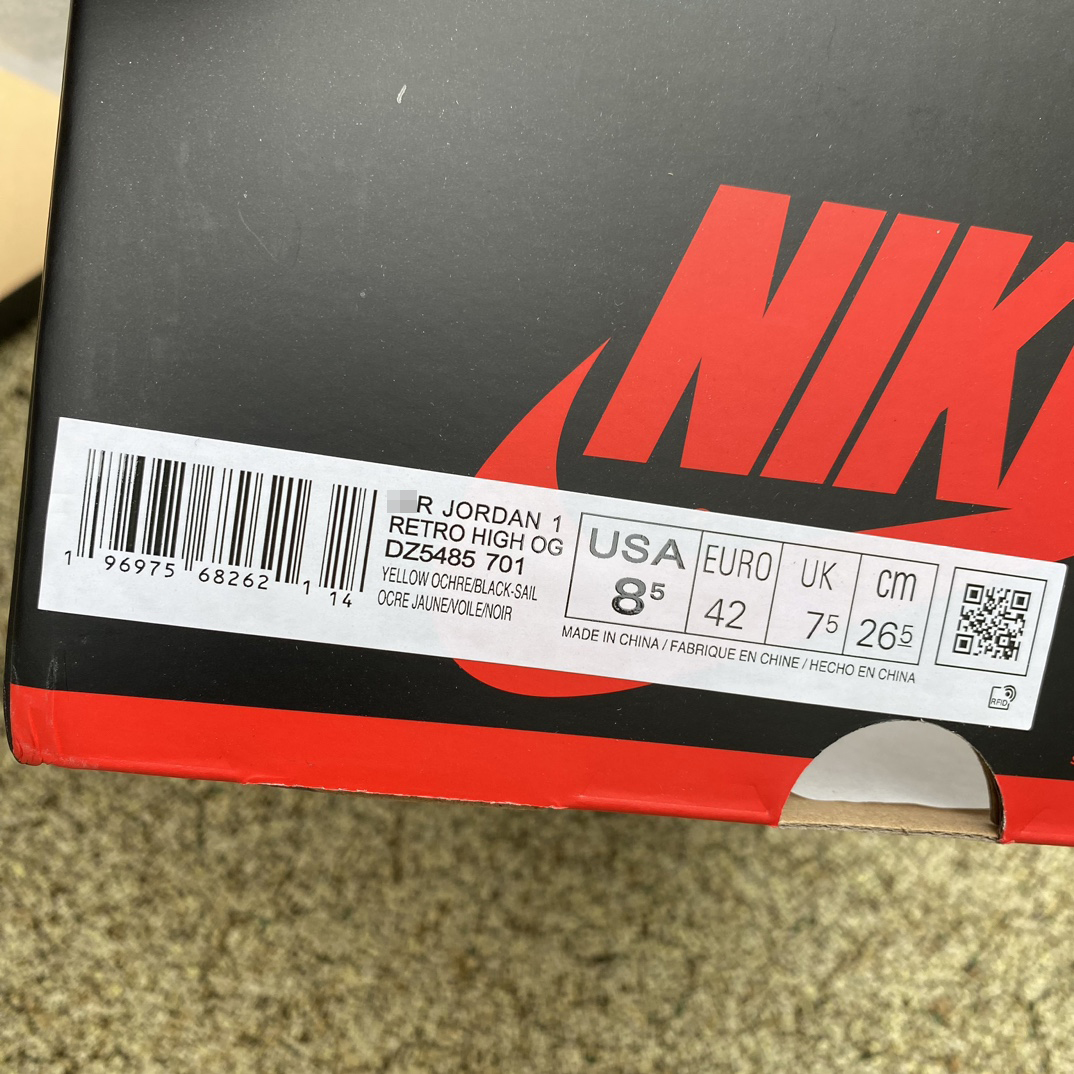 NIK
R JORDAN 1
RETRO HIGH OG
DZ5485 701
YELLOW OCHRE/BLACK-SAIL
OCRE JAUNE/VOILE/NOIR
1 96975 68262 1 14
USA EURO UK cm
8⁵ 42 7⁵ 26⁵
MADE IN CHINA / FABRIQUE EN CHINE / HECHO EN CHINA
RFID